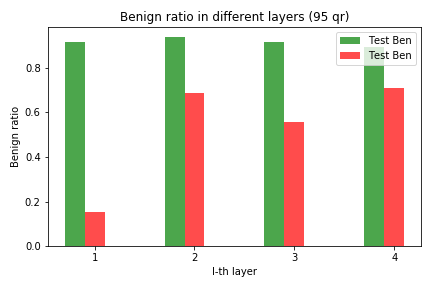 Benign ratio in different layers (95 qr)
Test Ben
Test Ben
Benign ratio
0.8
0.6
0.4
0.2
0.0
1 2 3 4
l-th layer